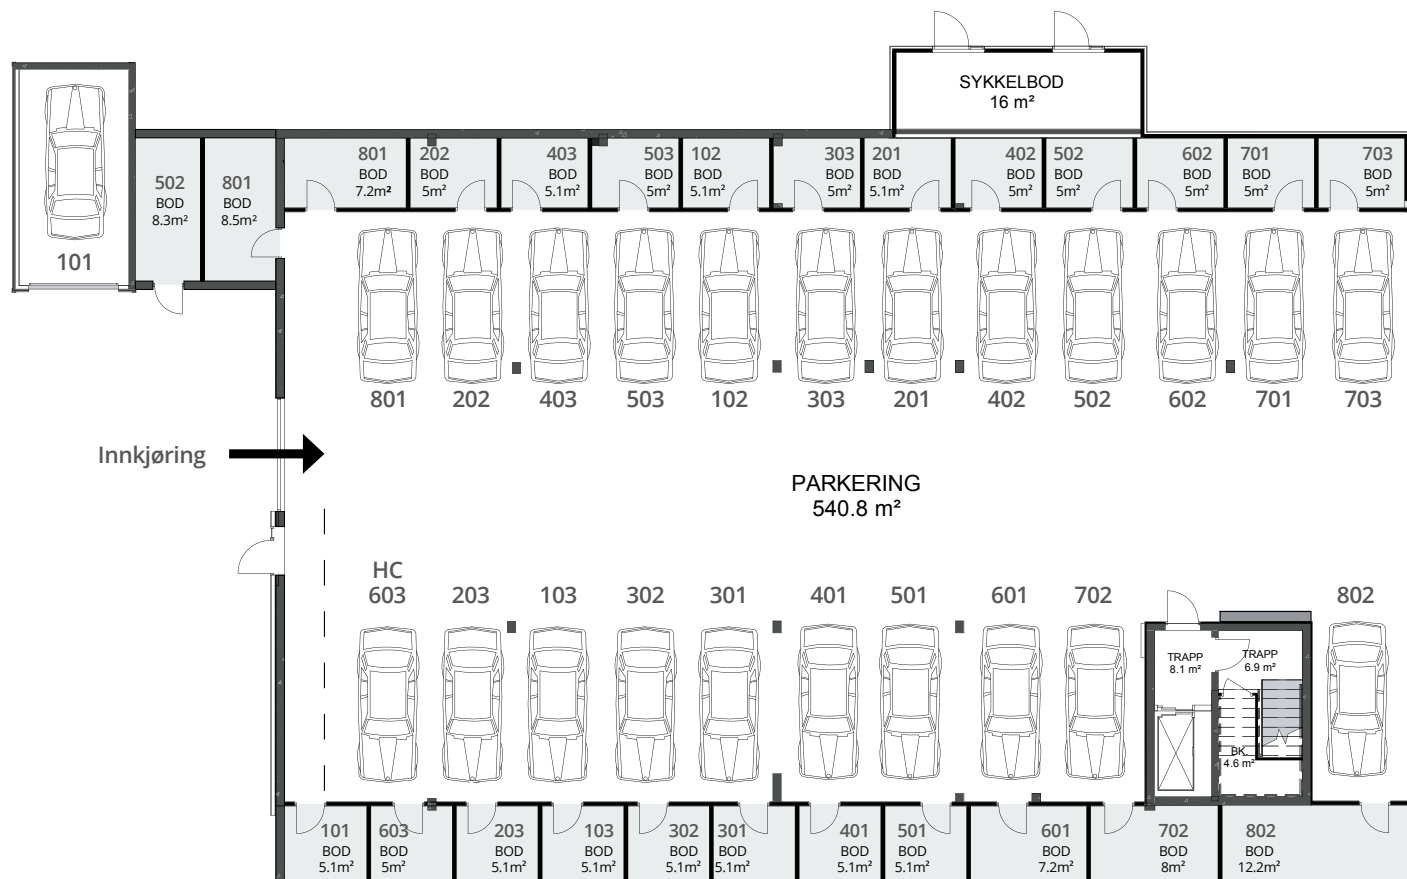 SYKKELBOD
16 m²
101
502
BOD
8.3m²
801
BOD
8.5m²
801
BOD
7.2m²
202
BOD
5m²
403
BOD
5.1m²
503
BOD
5m²
102
BOD
5.1m²
303
BOD
5m²
201
BOD
5.1m²
402
BOD
5m²
502
BOD
5m²
602
BOD
5m²
701
BOD
5m²
703
BOD
5m²
801 202 403 503 102 303 201 402 502 602 701 703
Innkjøring
PARKERING
540.8 m²
HC
603 203 103 302 301 401 501 601 702 802
TRAPP
8.1 m²
TRAPP
6.9 m²
BK.
4.6 m²
101
BOD
5.1m²
603
BOD
5m²
203
BOD
5.1m²
103
BOD
5.1m²
302
BOD
5.1m²
301
BOD
5.1m²
401
BOD
5.1m²
501
BOD
5.1m²
601
BOD
7.2m²
702
BOD
8m²
802
BOD
12.2m²